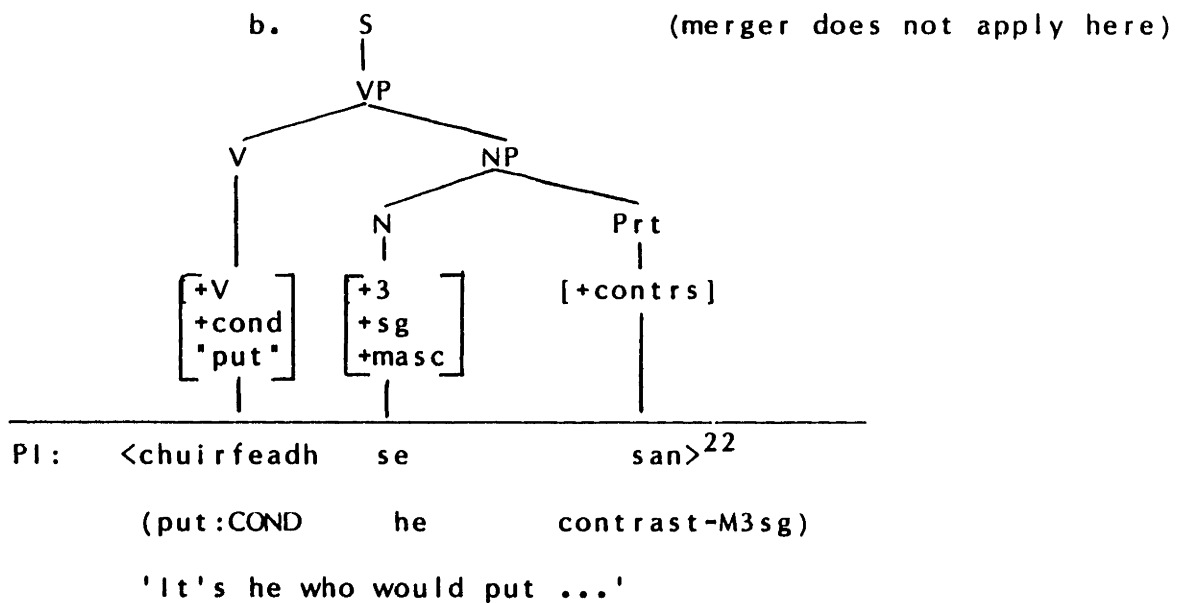 b. S (merger does not apply here)
VP
V NP
N Prt
[+V [+3 [+contrs]
+cond +sg
"put"] +masc]
PI: <chuirfeadh se san>22
(put:COND he contrast-M3sg)
'It's he who would put ...'